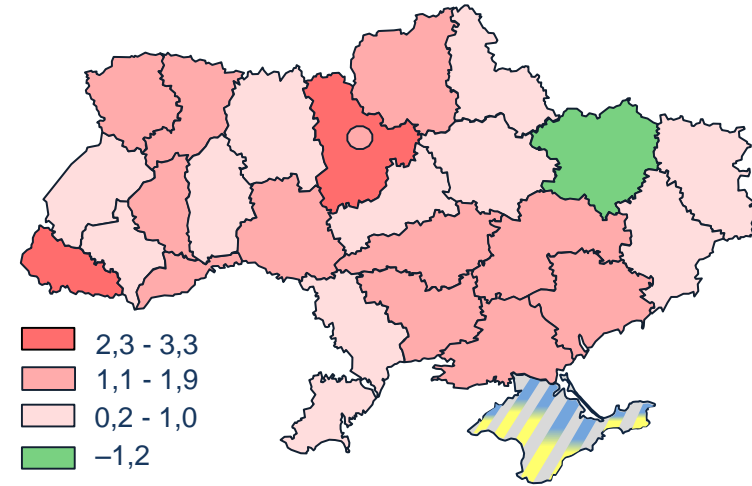 2,3 - 3,3
1,1 - 1,9
0,2 - 1,0
–1,2